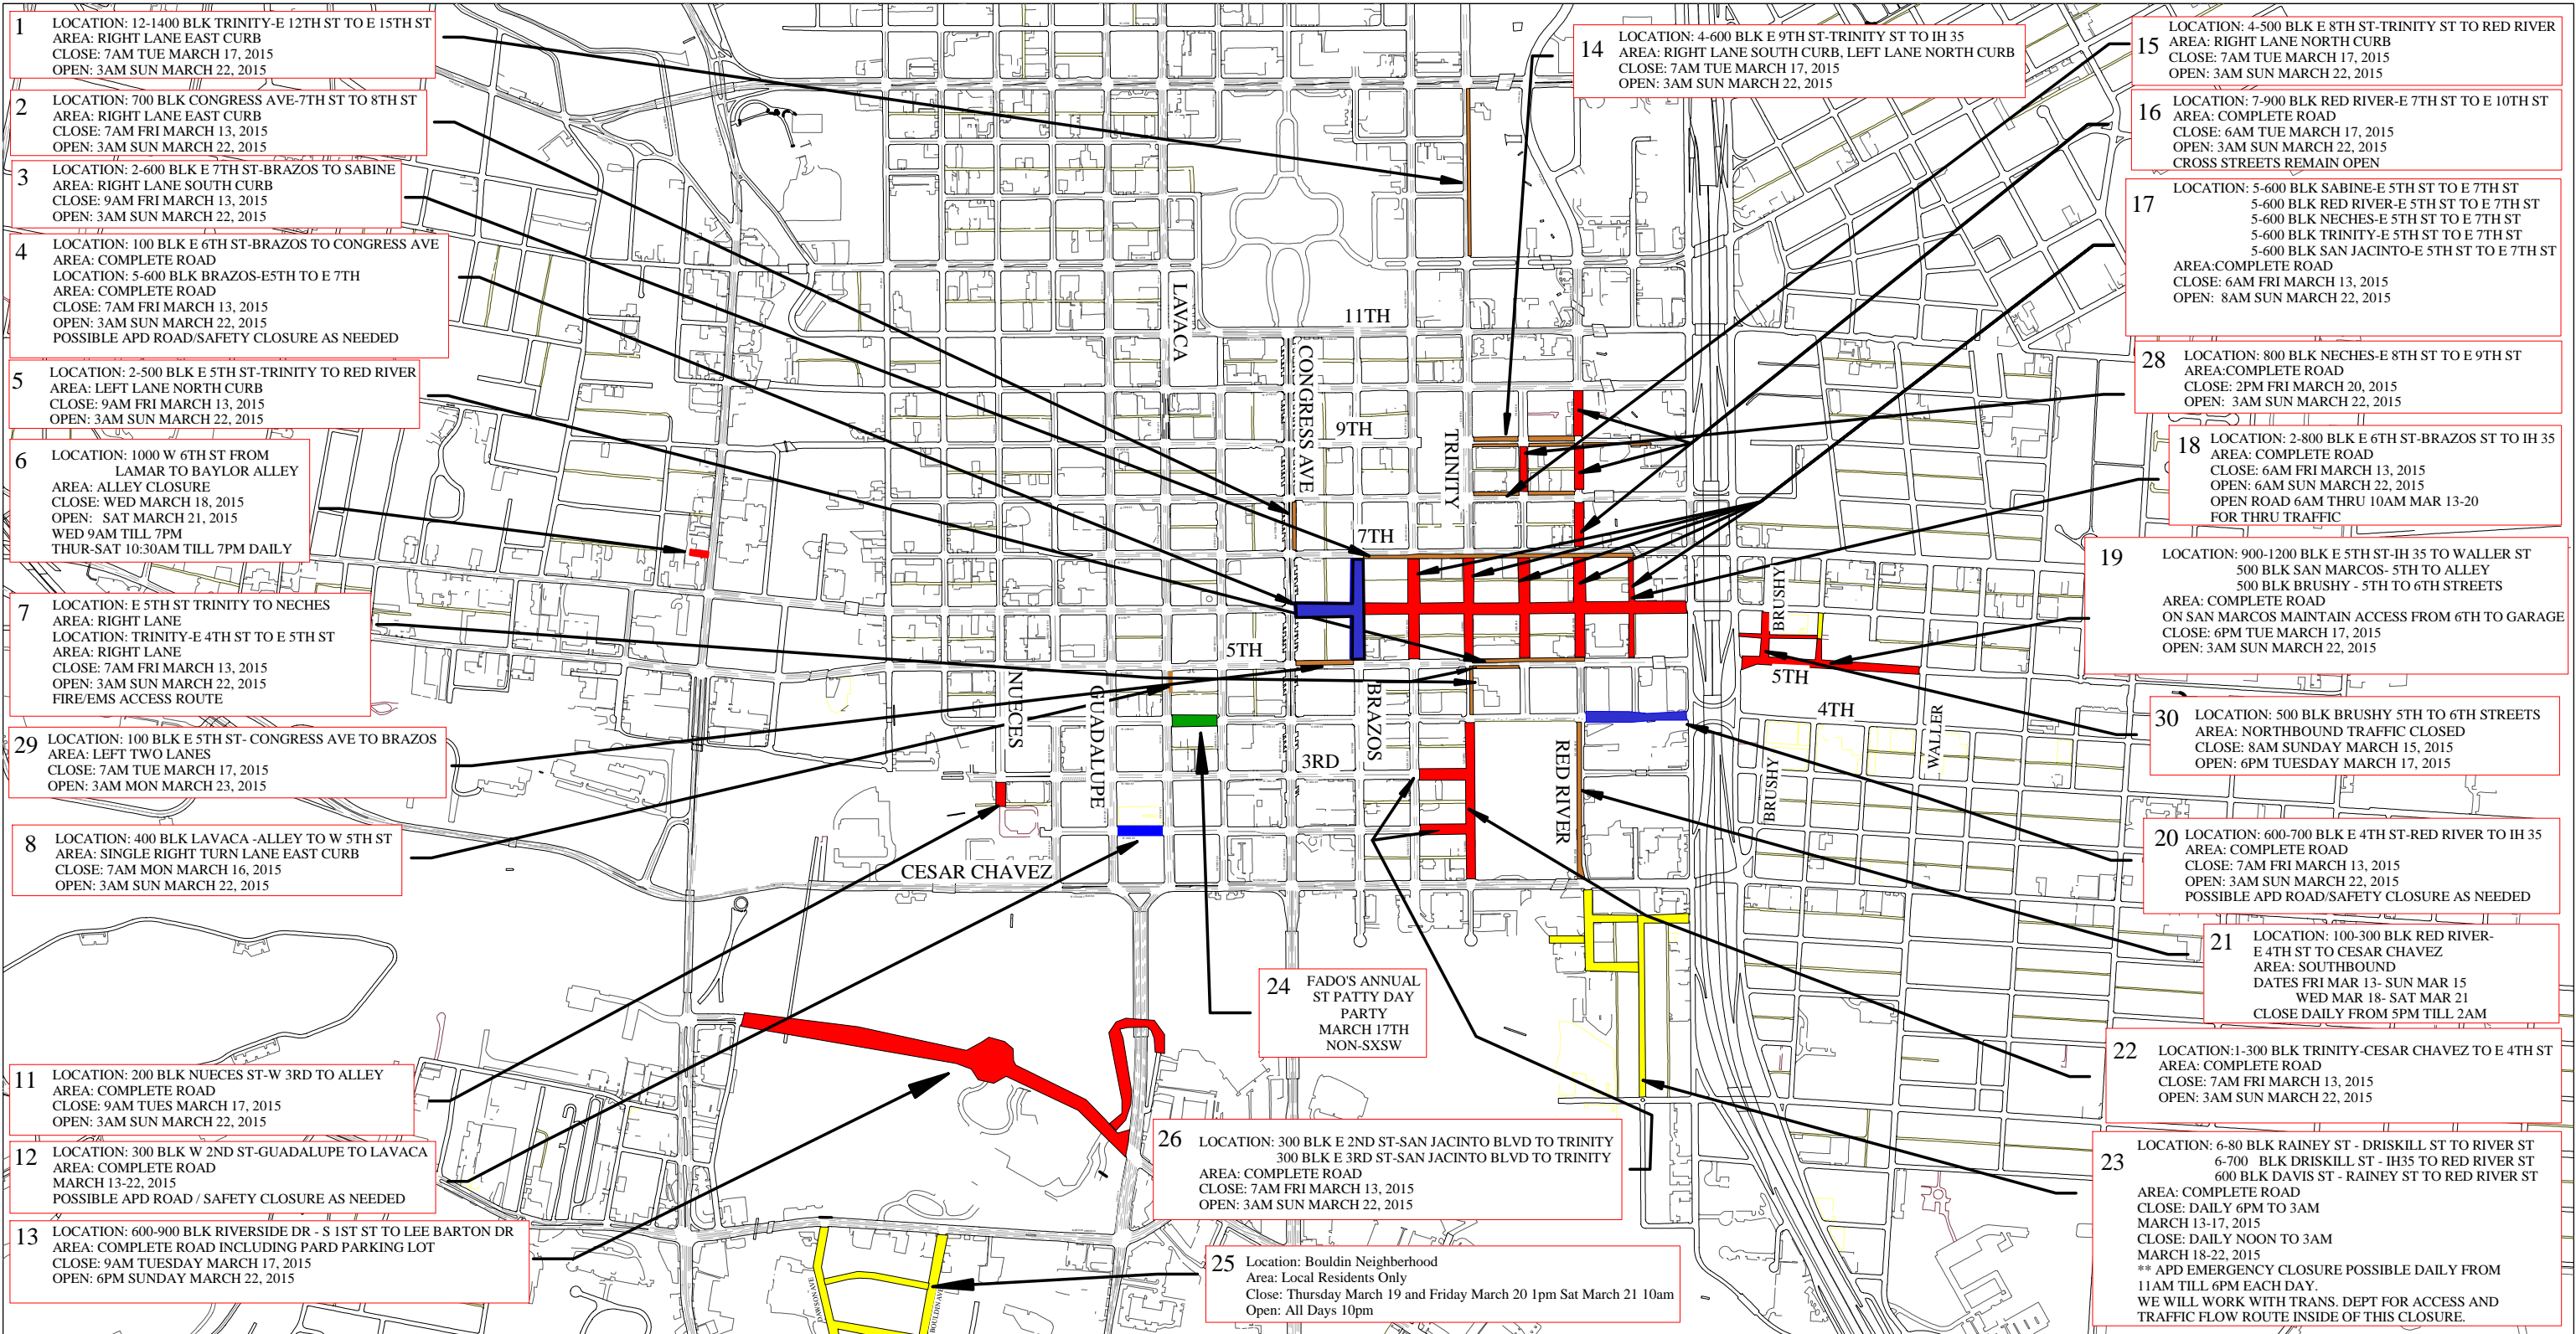 1
LOCATION: 12-1400 BLK TRINITY-E 12TH ST TO E 15TH ST
AREA: RIGHT LANE EAST CURB
CLOSE: 7AM TUE MARCH 17, 2015
OPEN: 3AM SUN MARCH 22, 2015
2
LOCATION: 700 BLK CONGRESS AVE-7TH ST TO 8TH ST
AREA: RIGHT LANE EAST CURB
CLOSE: 7AM FRI MARCH 13, 2015
OPEN: 3AM SUN MARCH 22, 2015
3
LOCATION: 2-600 BLK E 7TH ST-BRAZOS TO SABINE
AREA: RIGHT LANE SOUTH CURB
CLOSE: 9AM FRI MARCH 13, 2015
OPEN: 3AM SUN MARCH 22, 2015
4
LOCATION: 100 BLK E 6TH ST-BRAZOS TO CONGRESS AVE
AREA: COMPLETE ROAD
LOCATION: 5-600 BLK BRAZOS-E5TH TO E 7TH
AREA: COMPLETE ROAD
CLOSE: 7AM FRI MARCH 13, 2015
OPEN: 3AM SUN MARCH 22, 2015
POSSIBLE APD ROAD/SAFETY CLOSURE AS NEEDED
5
LOCATION: 2-500 BLK E 5TH ST-TRINITY TO RED RIVER
AREA: LEFT LANE NORTH CURB
CLOSE: 9AM FRI MARCH 13, 2015
OPEN: 3AM SUN MARCH 22, 2015
6
LOCATION: 1000 W 6TH ST FROM
LAMAR TO BAYLOR ALLEY
AREA: ALLEY CLOSURE
CLOSE: WED MARCH 18, 2015
OPEN: SAT MARCH 21, 2015
WED 9AM TILL 7PM
THUR-SAT 10:30AM TILL 7PM DAILY
7
LOCATION: E 5TH ST TRINITY TO NECHES
AREA: RIGHT LANE
LOCATION: TRINITY-E 4TH ST TO E 5TH ST
AREA: RIGHT LANE
CLOSE: 7AM FRI MARCH 13, 2015
OPEN: 3AM SUN MARCH 22, 2015
FIRE/EMS ACCESS ROUTE
29
LOCATION: 100 BLK E 5TH ST- CONGRESS AVE TO BRAZOS
AREA: LEFT TWO LANES
CLOSE: 7AM TUE MARCH 17, 2015
OPEN: 3AM MON MARCH 23, 2015
8
LOCATION: 400 BLK LAVACA -ALLEY TO W 5TH ST
AREA: SINGLE RIGHT TURN LANE EAST CURB
CLOSE: 7AM MON MARCH 16, 2015
OPEN: 3AM SUN MARCH 22, 2015
11
LOCATION: 200 BLK NUECES ST-W 3RD TO ALLEY
AREA: COMPLETE ROAD
CLOSE: 9AM TUES MARCH 17, 2015
OPEN: 3AM SUN MARCH 22, 2015
12
LOCATION: 300 BLK W 2ND ST-GUADALUPE TO LAVACA
AREA: COMPLETE ROAD
MARCH 13-22, 2015
POSSIBLE APD ROAD / SAFETY CLOSURE AS NEEDED
13
LOCATION: 600-900 BLK RIVERSIDE DR - S 1ST ST TO LEE BARTON DR
AREA: COMPLETE ROAD INCLUDING PARD PARKING LOT
CLOSE: 9AM TUESDAY MARCH 17, 2015
OPEN: 6PM SUNDAY MARCH 22, 2015
LAVACA
11TH
CONGRESS AVE
9TH
TRINITY
7TH
5TH
NUECES
GUADALUPE
BRAZOS
3RD
RED RIVER
CESAR CHAVEZ
BRUSHY
5TH
4TH
WALLER
BRUSHY
DAWSON AVE
BOULDIN AVE
24
FADO'S ANNUAL
ST PATTY DAY
PARTY
MARCH 17TH
NON-SXSW
26
LOCATION: 300 BLK E 2ND ST-SAN JACINTO BLVD TO TRINITY
300 BLK E 3RD ST-SAN JACINTO BLVD TO TRINITY
AREA: COMPLETE ROAD
CLOSE: 7AM FRI MARCH 13, 2015
OPEN: 3AM SUN MARCH 22, 2015
25
Location: Bouldin Neighborhood
Area: Local Residents Only
Close: Thursday March 19 and Friday March 20 1pm Sat March 21 10am
Open: All Days 10pm
14
LOCATION: 4-600 BLK E 9TH ST-TRINITY ST TO IH 35
AREA: RIGHT LANE SOUTH CURB, LEFT LANE NORTH CURB
CLOSE: 7AM TUE MARCH 17, 2015
OPEN: 3AM SUN MARCH 22, 2015
15
LOCATION: 4-500 BLK E 8TH ST-TRINITY ST TO RED RIVER
AREA: RIGHT LANE NORTH CURB
CLOSE: 7AM TUE MARCH 17, 2015
OPEN: 3AM SUN MARCH 22, 2015
16
LOCATION: 7-900 BLK RED RIVER-E 7TH ST TO E 10TH ST
AREA: COMPLETE ROAD
CLOSE: 6AM TUE MARCH 17, 2015
OPEN: 3AM SUN MARCH 22, 2015
CROSS STREETS REMAIN OPEN
17
LOCATION: 5-600 BLK SABINE-E 5TH ST TO E 7TH ST
5-600 BLK RED RIVER-E 5TH ST TO E 7TH ST
5-600 BLK NECHES-E 5TH ST TO E 7TH ST
5-600 BLK TRINITY-E 5TH ST TO E 7TH ST
5-600 BLK SAN JACINTO-E 5TH ST TO E 7TH ST
AREA:COMPLETE ROAD
CLOSE: 6AM FRI MARCH 13, 2015
OPEN: 8AM SUN MARCH 22, 2015
28
LOCATION: 800 BLK NECHES-E 8TH ST TO E 9TH ST
AREA:COMPLETE ROAD
CLOSE: 2PM FRI MARCH 20, 2015
OPEN: 3AM SUN MARCH 22, 2015
18
LOCATION: 2-800 BLK E 6TH ST-BRAZOS ST TO IH 35
AREA: COMPLETE ROAD
CLOSE: 6AM FRI MARCH 13, 2015
OPEN: 6AM SUN MARCH 22, 2015
OPEN ROAD 6AM THRU 10AM MAR 13-20
FOR THRU TRAFFIC
19
LOCATION: 900-1200 BLK E 5TH ST-IH 35 TO WALLER ST
500 BLK SAN MARCOS- 5TH TO ALLEY
500 BLK BRUSHY - 5TH TO 6TH STREETS
AREA: COMPLETE ROAD
ON SAN MARCOS MAINTAIN ACCESS FROM 6TH TO GARAGE
CLOSE: 6PM TUE MARCH 17, 2015
OPEN: 3AM SUN MARCH 22, 2015
30
LOCATION: 500 BLK BRUSHY 5TH TO 6TH STREETS
AREA: NORTHBOUND TRAFFIC CLOSED
CLOSE: 8AM SUNDAY MARCH 15, 2015
OPEN: 6PM TUESDAY MARCH 17, 2015
20
LOCATION: 600-700 BLK E 4TH ST-RED RIVER TO IH 35
AREA: COMPLETE ROAD
CLOSE: 7AM FRI MARCH 13, 2015
OPEN: 3AM SUN MARCH 22, 2015
POSSIBLE APD ROAD/SAFETY CLOSURE AS NEEDED
21
LOCATION: 100-300 BLK RED RIVER-
E 4TH ST TO CESAR CHAVEZ
AREA: SOUTHBOUND
DATES FRI MAR 13- SUN MAR 15
WED MAR 18- SAT MAR 21
CLOSE DAILY FROM 5PM TILL 2AM
22
LOCATION:1-300 BLK TRINITY-CESAR CHAVEZ TO E 4TH ST
AREA: COMPLETE ROAD
CLOSE: 7AM FRI MARCH 13, 2015
OPEN: 3AM SUN MARCH 22, 2015
23
LOCATION: 6-80 BLK RAINEY ST - DRISKILL ST TO RIVER ST
6-700 BLK DRISKILL ST - IH35 TO RED RIVER ST
600 BLK DAVIS ST - RAINEY ST TO RED RIVER ST
AREA: COMPLETE ROAD
CLOSE: DAILY 6PM TO 3AM
MARCH 13-17, 2015
CLOSE: DAILY NOON TO 3AM
MARCH 18-22, 2015
** APD EMERGENCY CLOSURE POSSIBLE DAILY FROM
11AM TILL 6PM EACH DAY.
WE WILL WORK WITH TRANS. DEPT FOR ACCESS AND
TRAFFIC FLOW ROUTE INSIDE OF THIS CLOSURE.